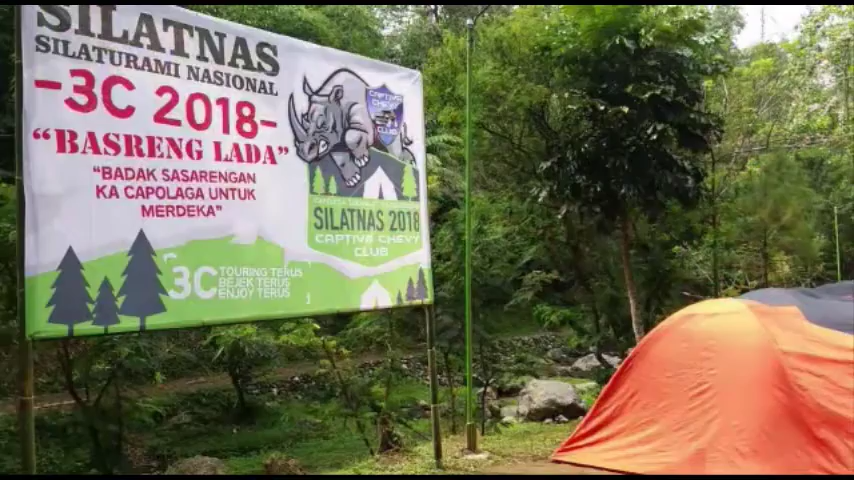 SILATNAS
SILATURAMI NASIONAL
-3C 2018-
"BASRENG LADA"
"BADAK SASARENGAN
KA CAPOLAGA UNTUK
MERDEKA"
3C TOURING TERUS
BEJEK TERUS
ENJOY TERUS
CAPTIVA
CHEVY
CLUB
SILATNAS 2018
CAPTIVA CHEVY
CLUB